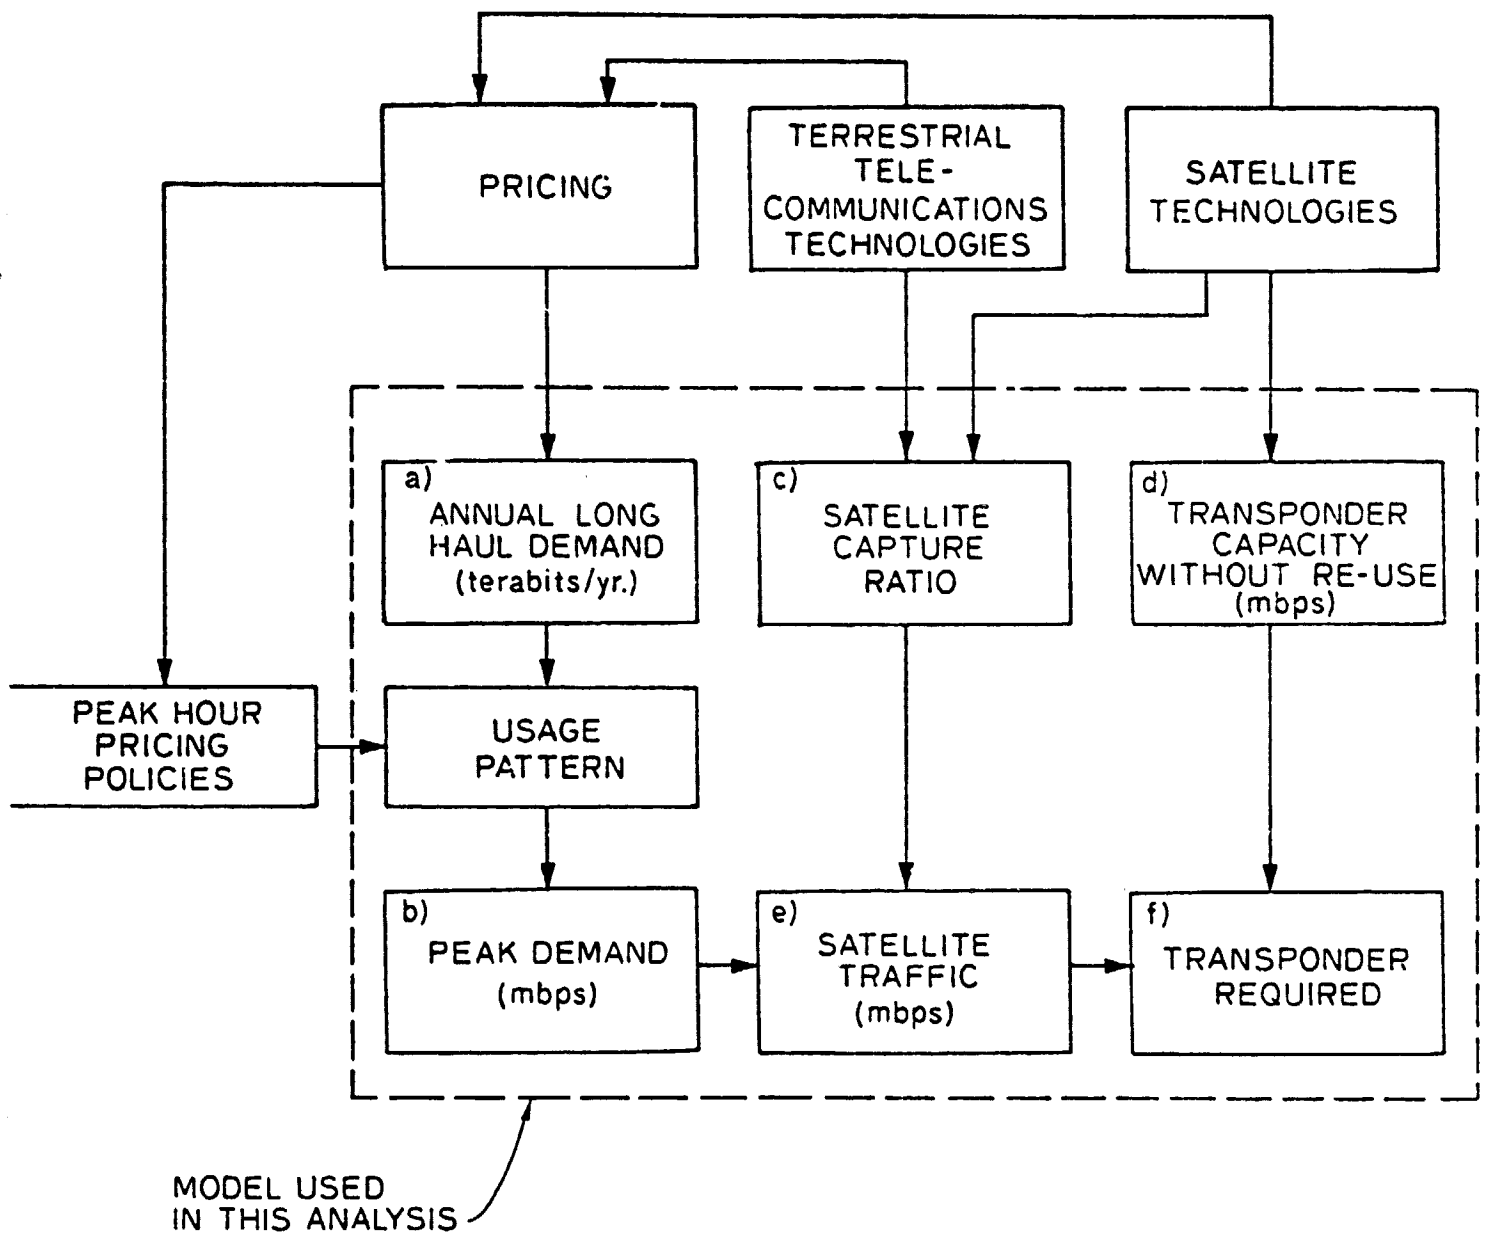 PRICING
TERRESTRIAL
TELE-
COMMUNICATIONS
TECHNOLOGIES
SATELLITE
TECHNOLOGIES
a)
ANNUAL LONG
HAUL DEMAND
(terabits/yr.)
c)
SATELLITE
CAPTURE
RATIO
d)
TRANSPONDER
CAPACITY
WITHOUT RE-USE
(mbps)
PEAK HOUR
PRICING
POLICIES
USAGE
PATTERN
b)
PEAK DEMAND
(mbps)
e)
SATELLITE
TRAFFIC
(mbps)
f)
TRANSPONDER
REQUIRED
MODEL USED
IN THIS ANALYSIS